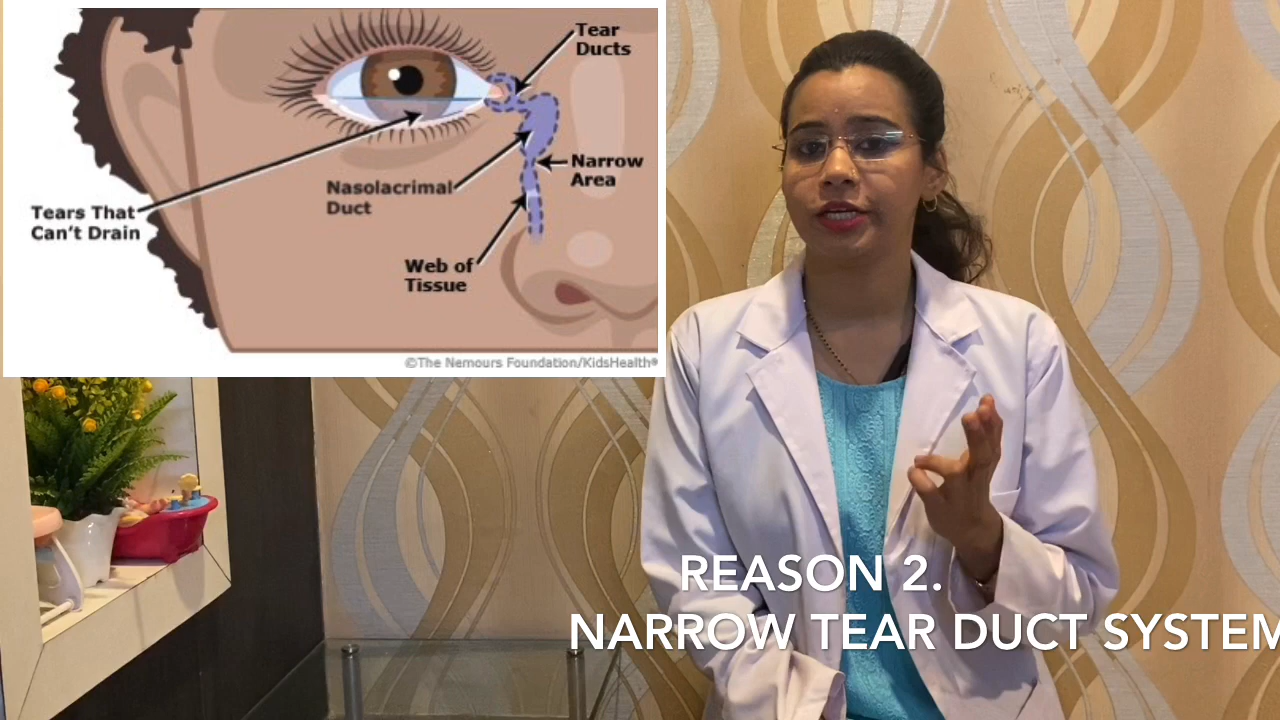 Tear
Ducts
Narrow
Area
Nasolacrimal
Duct
Tears That
Can't Drain
Web of
Tissue
©The Nemours Foundation/KidsHealth®
REASON 2.
NARROW TEAR DUCT SYSTEM